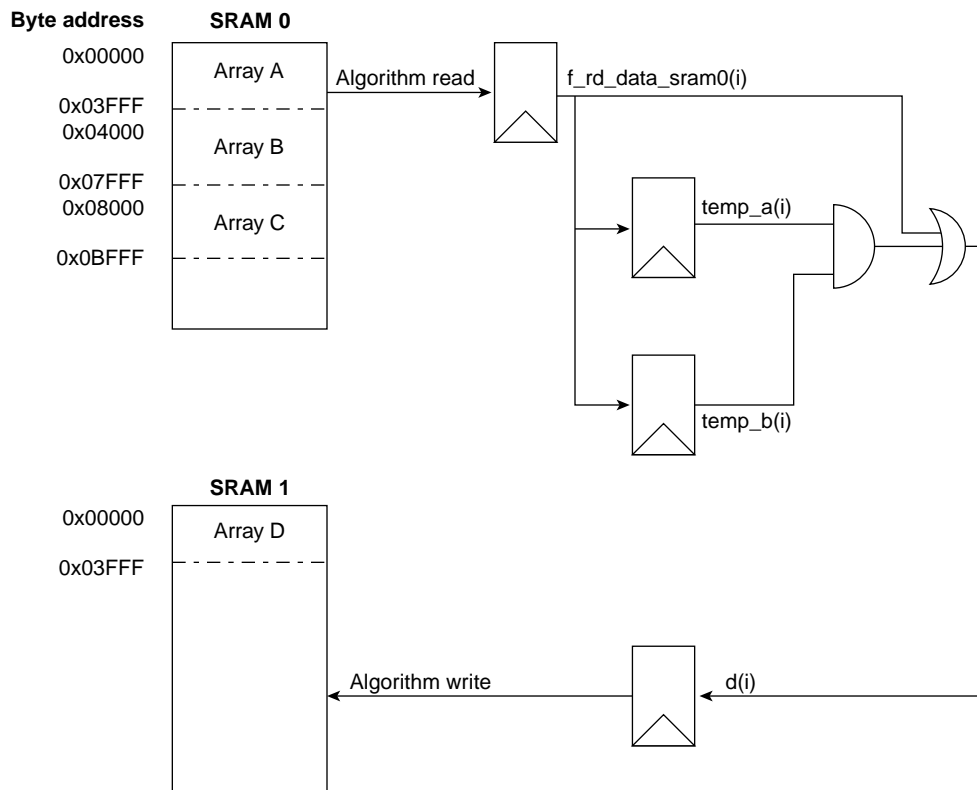 Byte address
SRAM 0
0x00000
Array A
Algorithm read
f_rd_data_sram0(i)
0x03FFF
0x04000
Array B
0x07FFF
0x08000
Array C
0x0BFFF
temp_a(i)
temp_b(i)
SRAM 1
0x00000
Array D
0x03FFF
Algorithm write
d(i)